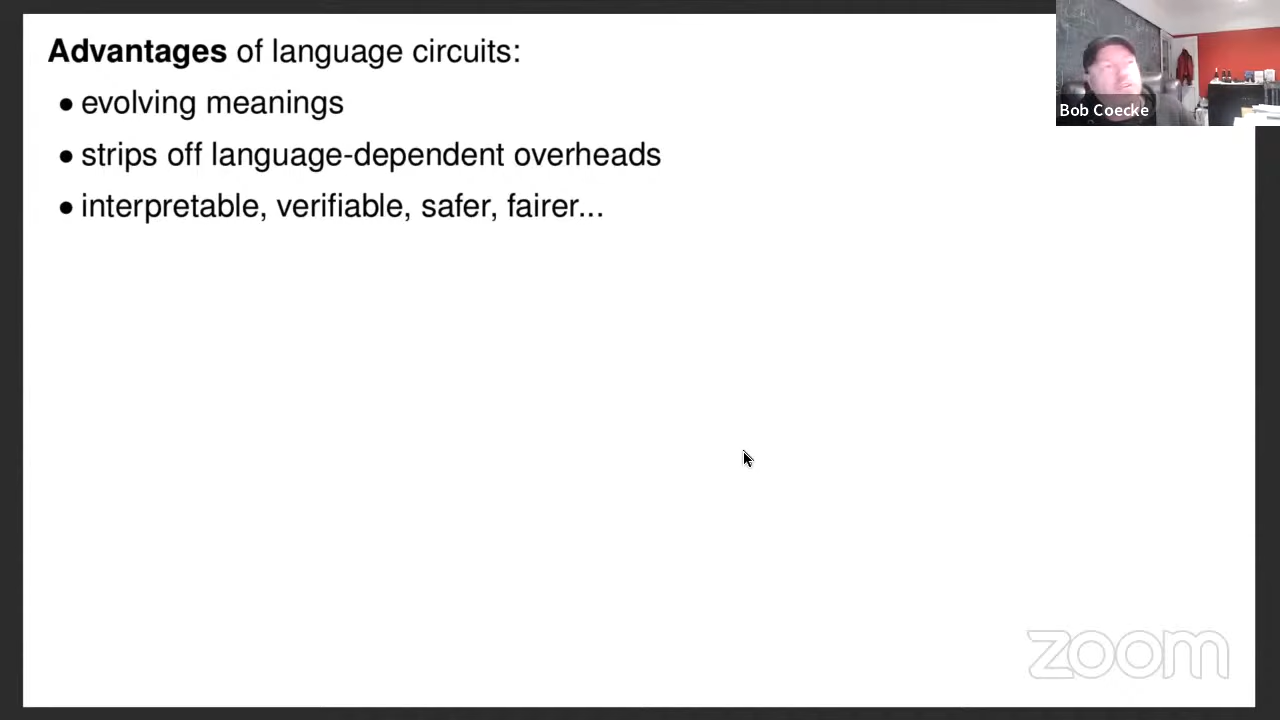 Advantages of language circuits:
● evolving meanings
● strips off language-dependent overheads
● interpretable, verifiable, safer, fairer...
Bob Coecke
zoom